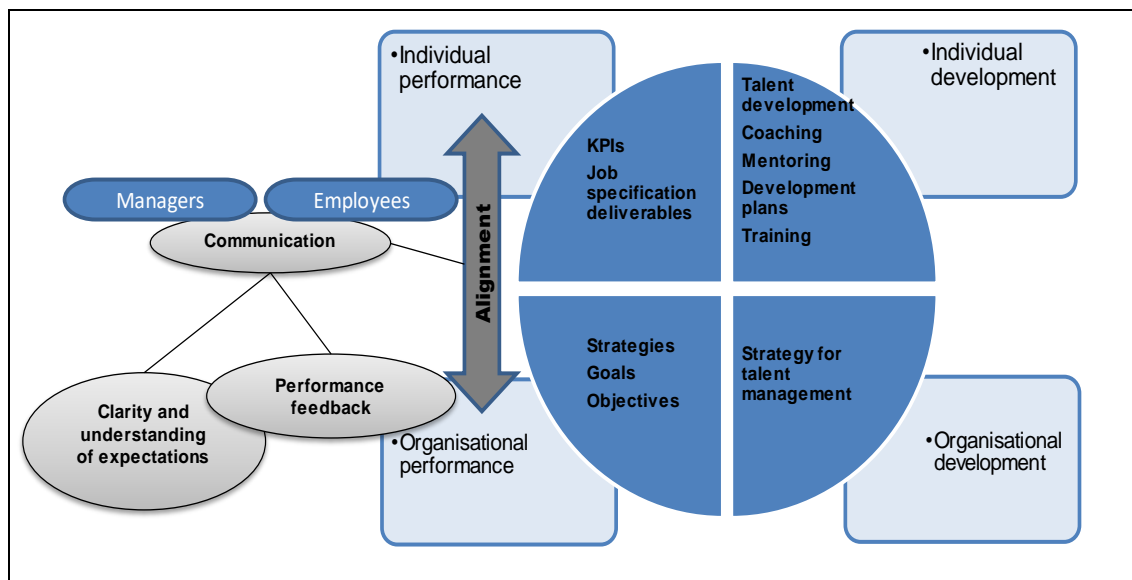 •Individual
performance
•Individual
development
Talent
development
Coaching
Mentoring
Development
plans
Training
KPIs
Job
specification
deliverables
Managers
Employees
Communication
Alignment
Strategies
Goals
Objectives
Strategy for
talent
management
Performance
feedback
Clarity and
understanding
of expectations
•Organisational
performance
•Organisational
development